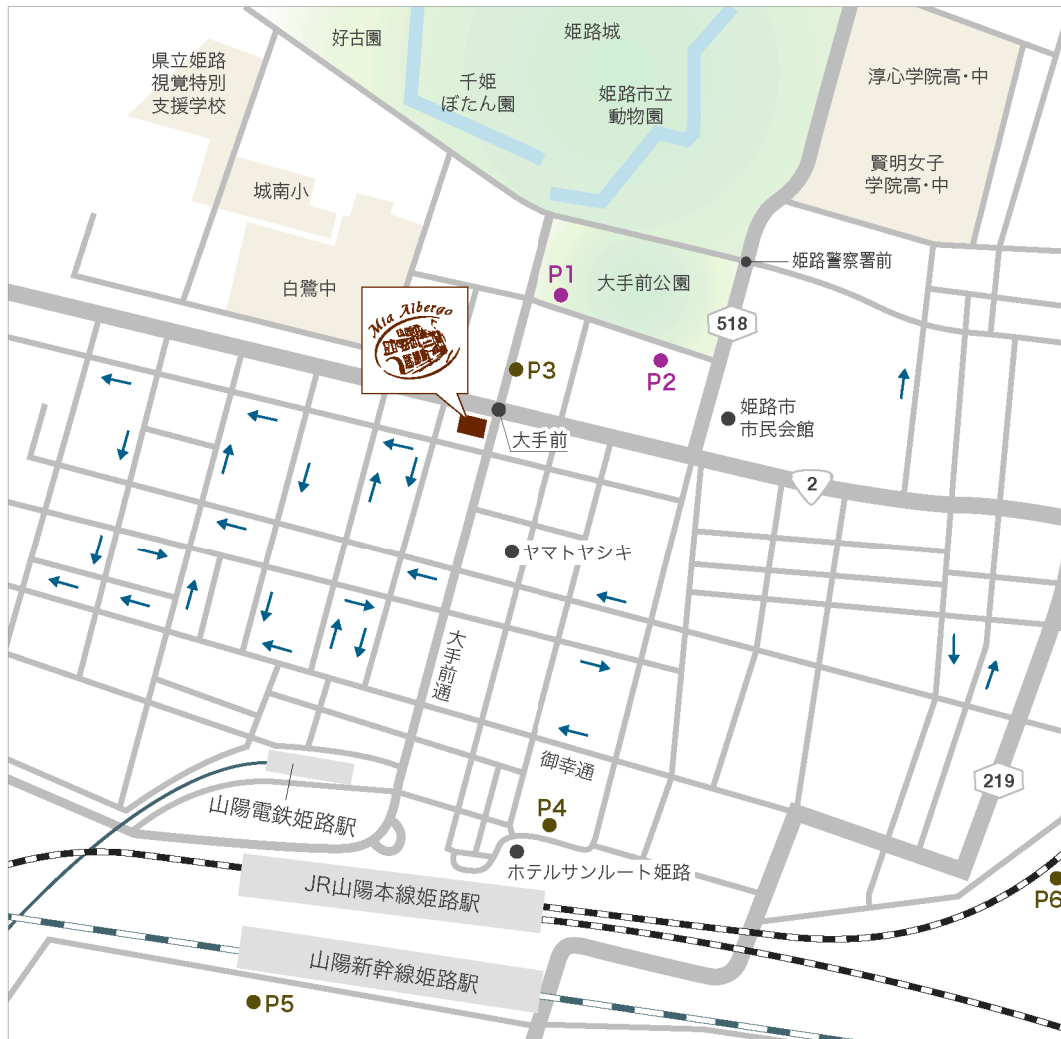 好古園
姫路城
県立姫路
視覚特別
支援学校
千姫
ぼたん園
姫路市立
動物園
淳心学院高・中
賢明女子
学院高・中
城南小
白鷺中
P1
大手前公園
姫路警察署前
518
Mia Albergo
P3
P2
姫路市
市民会館
大手前
2
ヤマトヤシキ
大手前通
御幸通
219
山陽電鉄姫路駅
P4
ホテルサンルート姫路
JR山陽本線姫路駅
P6
山陽新幹線姫路駅
P5